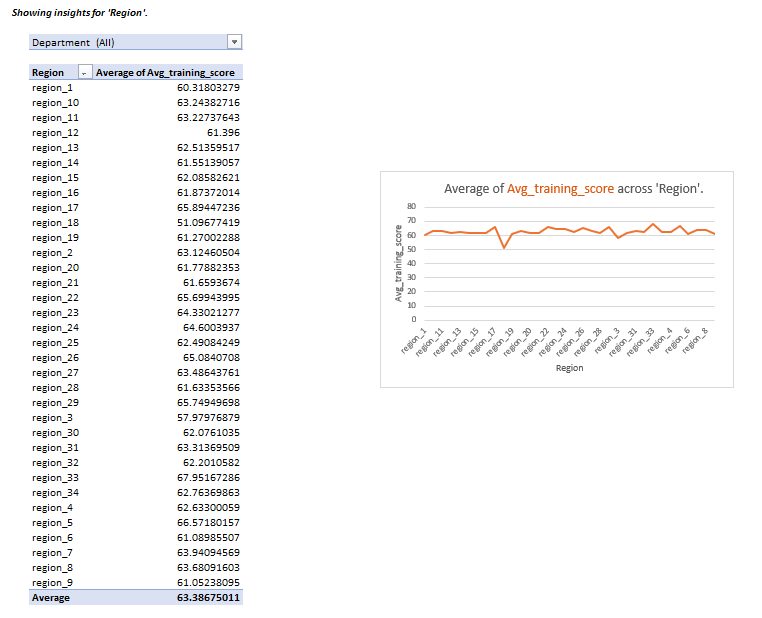 Showing insights for 'Region'.
Department (All)
Region Average of Avg_training_score
region_1 60.31803279
region_10 63.24382716
region_11 63.22737643
region_12 61.396
region_13 62.51359517
region_14 61.55139057
region_15 62.08582621
region_16 61.87372014
region_17 65.89447236
region_18 51.09677419
region_19 61.27002288
region_2 63.12460504
region_20 61.77882353
region_21 61.6593674
region_22 65.69943995
region_23 64.33021277
region_24 64.6003937
region_25 62.49084249
region_26 65.0840708
region_27 63.48643761
region_28 61.63353566
region_29 65.74949698
region_3 57.97976879
region_30 62.0761035
region_31 63.31369509
region_32 62.2010582
region_33 67.95167286
region_34 62.76369863
region_4 62.63300059
region_5 66.57180157
region_6 61.08985507
region_7 63.94094569
region_8 63.68091603
region_9 61.05238095
Average 63.38675011
Average of Avg_training_score across 'Region'.
Avg_training_score
80
70
60
50
40
30
20
10
0
region_1
region_11
region_13
region_15
region_17
region_19
region_20
region_22
region_24
region_26
region_28
region_3
region_31
region_33
region_4
region_6
region_8
Region